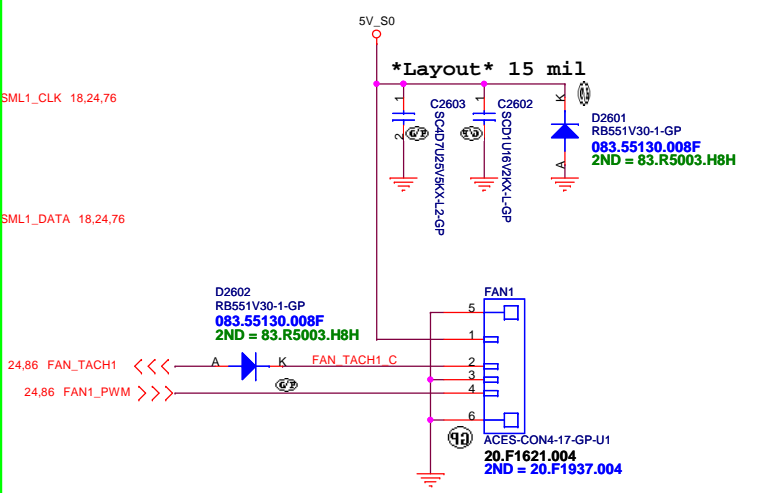 5V_S0
*Layout* 15 mil
SML1_CLK 18,24,76
1
2
C2603
SC4D7U25V5KX-L2-GP
1
2
C2602
SCD1U16V2KX-L-GP
K
A
D2601
RB551V30-1-GP
083.55130.008F
2ND = 83.R5003.H8H
SML1_DATA 18,24,76
D2602
RB551V30-1-GP
083.55130.008F
2ND = 83.R5003.H8H
FAN1
5
1
24,86 FAN_TACH1
A
K
FAN_TACH1_C
2
3
24,86 FAN1_PWM
4
6
GP
ACES-CON4-17-GP-U1
20.F1621.004
2ND = 20.F1937.004